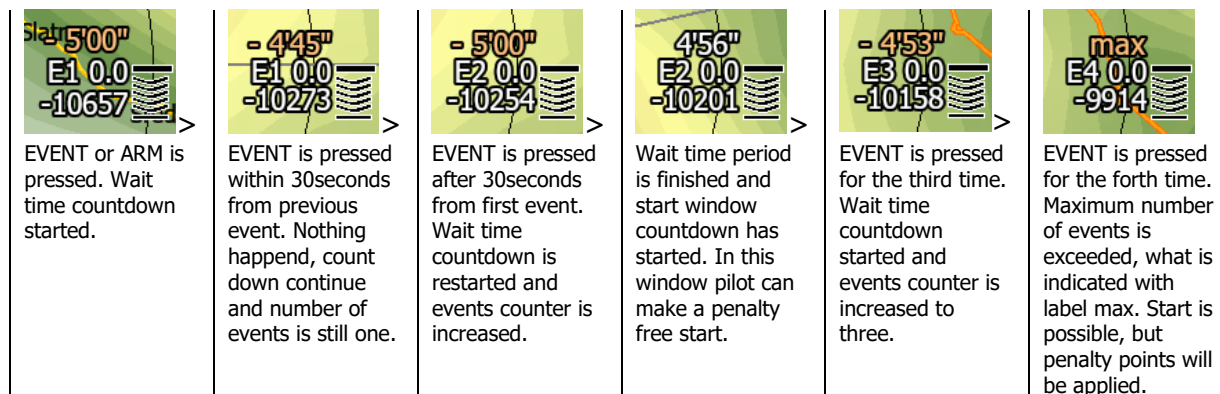 Slatn
- 5'00"
E1 0.0
-10657
>
EVENT or ARM is
pressed. Wait
time countdown
started.
- 4'45"
E1 0.0
-10273
>
EVENT is pressed
within 30seconds
from previous
event. Nothing
happend, count
down continue
and number of
events is still one.
- 5'00"
E2 0.0
-10254
>
EVENT is pressed
after 30seconds
from first event.
Wait time
countdown is
restarted and
events counter is
increased.
4'56"
E2 0.0
-10201
>
Wait time period
is finished and
start window
countdown has
started. In this
window pilot can
make a penalty
free start.
- 4'53"
E3 0.0
-10158
>
EVENT is pressed
for the third time.
Wait time
countdown
started and
events counter is
increased to
three.
max
E4 0.0
-9914
EVENT is pressed
for the forth time.
Maximum number
of events is
exceeded, what is
indicated with
label max. Start is
possible, but
penalty points will
be applied.